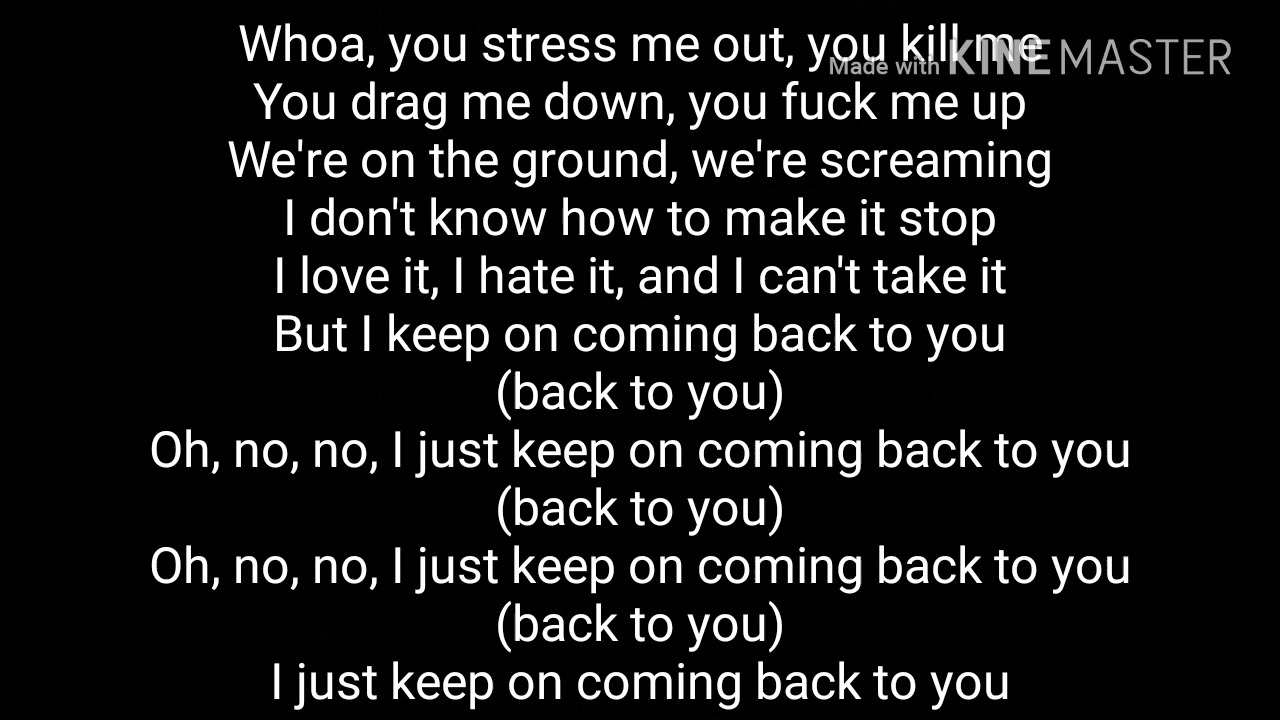 Whoa, you stress me out, you kill me
Made with KINEMASTER
You drag me down, you fuck me up
We're on the ground, we're screaming
I don't know how to make it stop
I love it, I hate it, and I can't take it
But I keep on coming back to you
(back to you)
Oh, no, no, I just keep on coming back to you
(back to you)
Oh, no, no, I just keep on coming back to you
(back to you)
I just keep on coming back to you